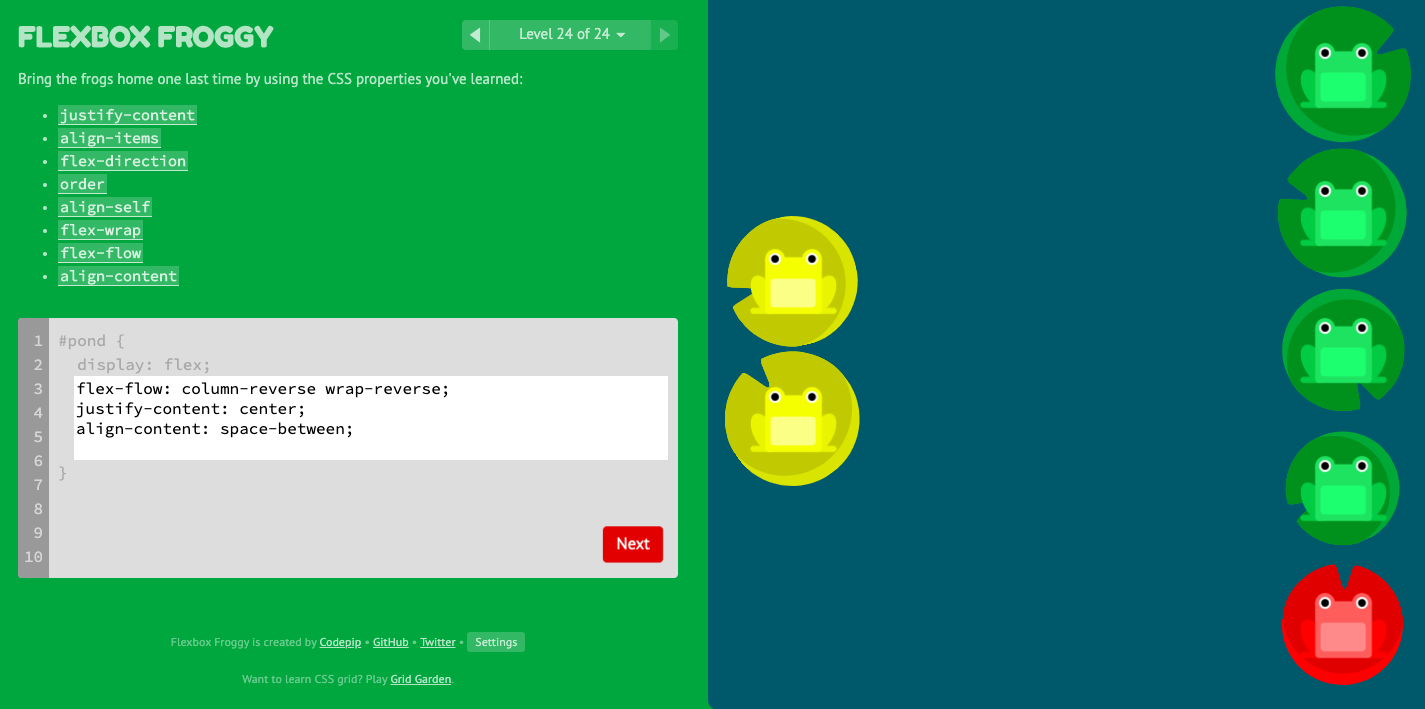 FLEXBOX FROGGY
Level 24 of 24
Bring the frogs home one last time by using the CSS properties you've learned:
• justify-content
• align-items
• flex-direction
• order
• align-self
• flex-wrap
• flex-flow
• align-content
1 #pond {
2 display: flex;
3 flex-flow: column-reverse wrap-reverse;
4 justify-content: center;
5 align-content: space-between;
6
7 }
8
9
10
Next
Flexbox Froggy is created by Codepip • GitHub • Twitter • Settings
Want to learn CSS grid? Play Grid Garden.